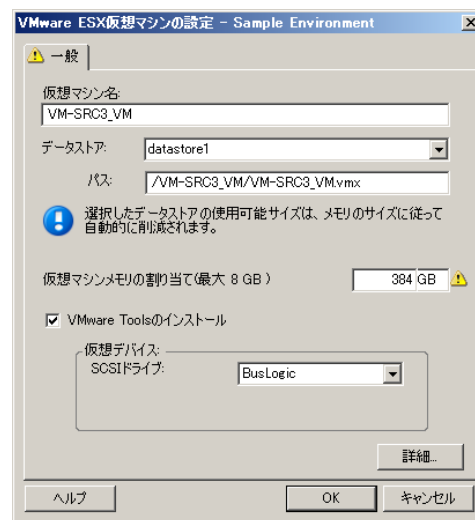 VMware ESX仮想マシンの設定 - Sample Environment
一般
仮想マシン名:
VM-SRC3_VM
データストア: datastore1
パス: /VM-SRC3_VM/VM-SRC3_VM.vmx
選択したデータストアの使用可能サイズは、メモリのサイズに従って
自動的に削減されます。
仮想マシンメモリの割り当て(最大 8 GB ) 384 GB
VMware Toolsのインストール
仮想デバイス:
SCSIドライブ: BusLogic
詳細...
ヘルプ OK キャンセル